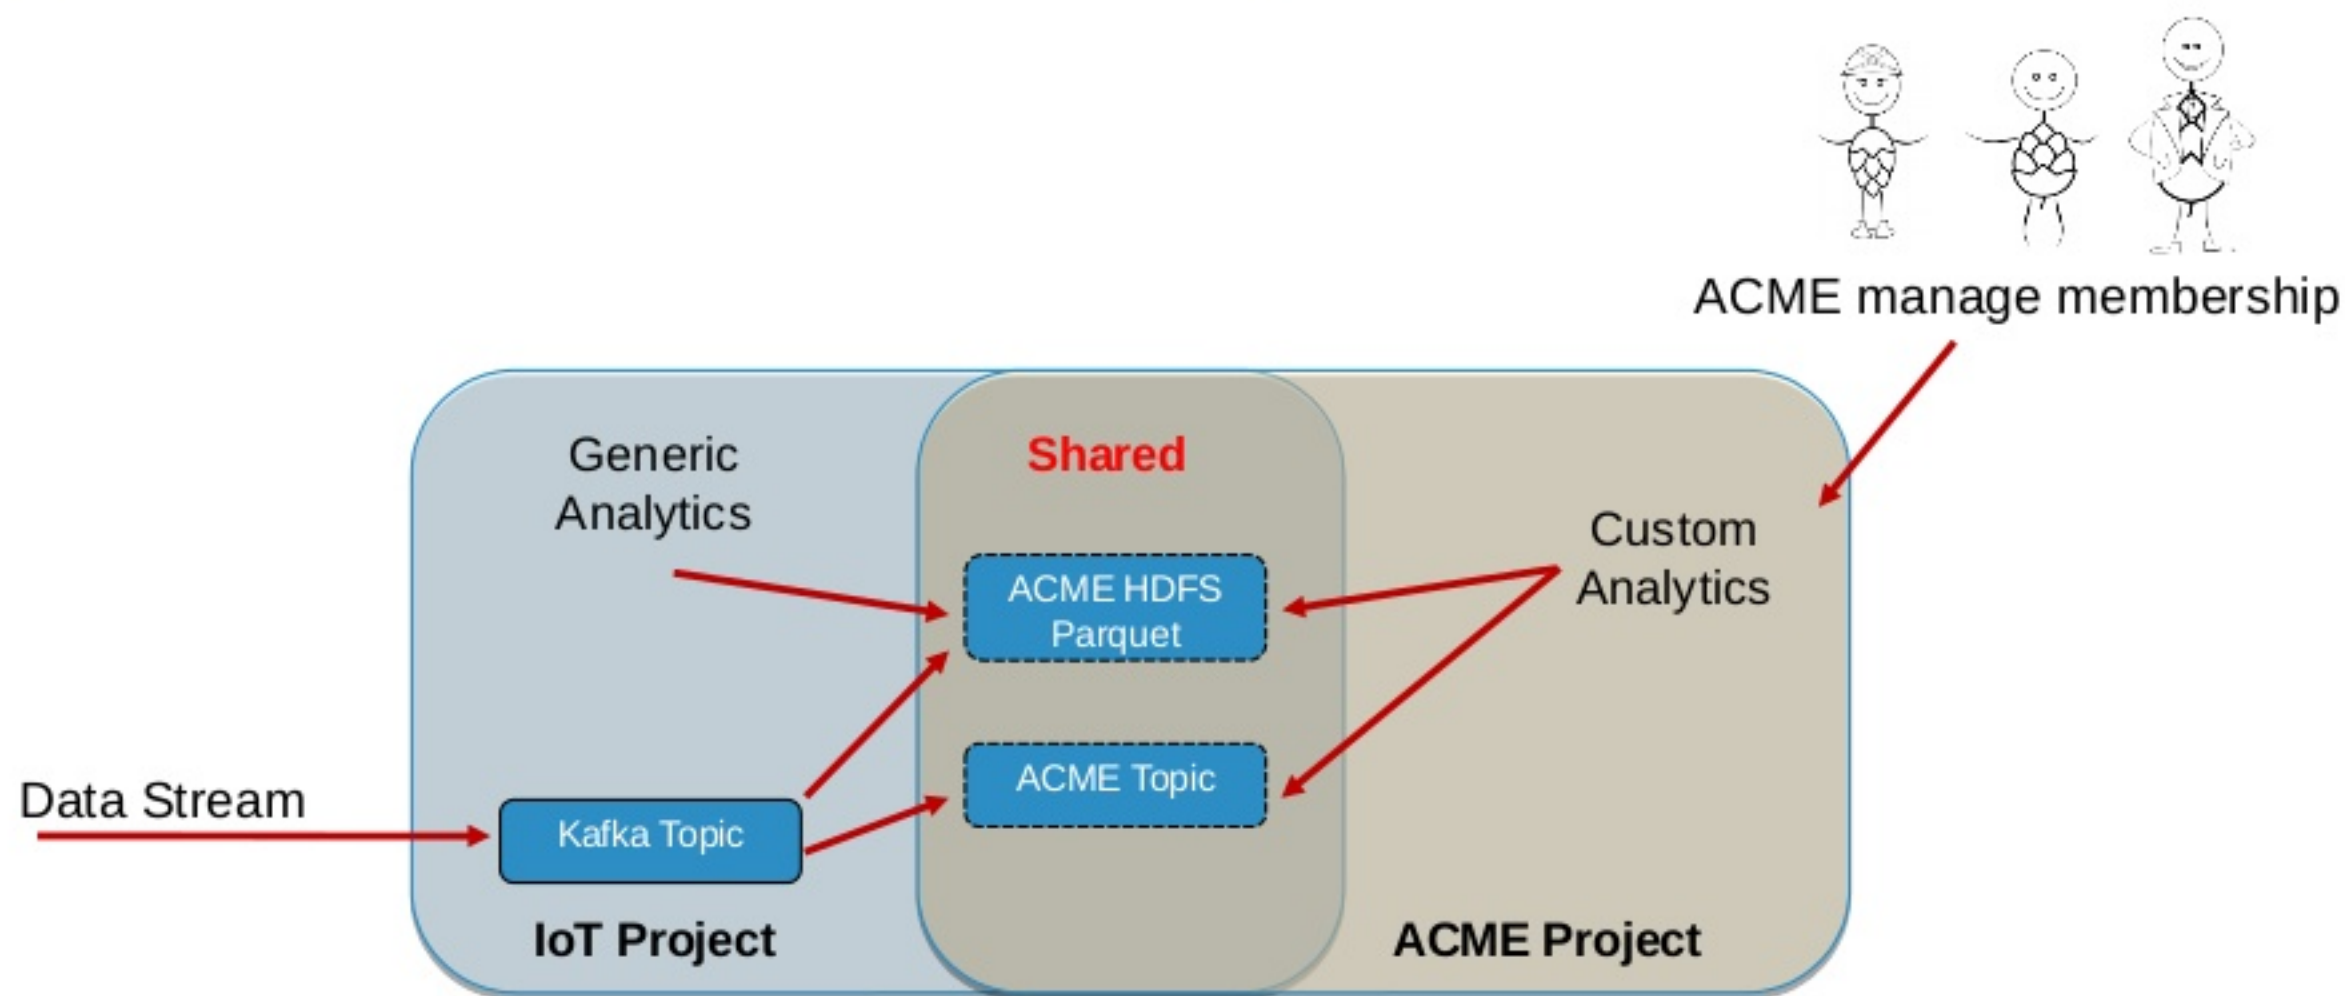 ACME manage membership
Generic
Analytics
Shared
Custom
Analytics
ACME HDFS
Parquet
ACME Topic
Data Stream
Kafka Topic
IoT Project
ACME Project